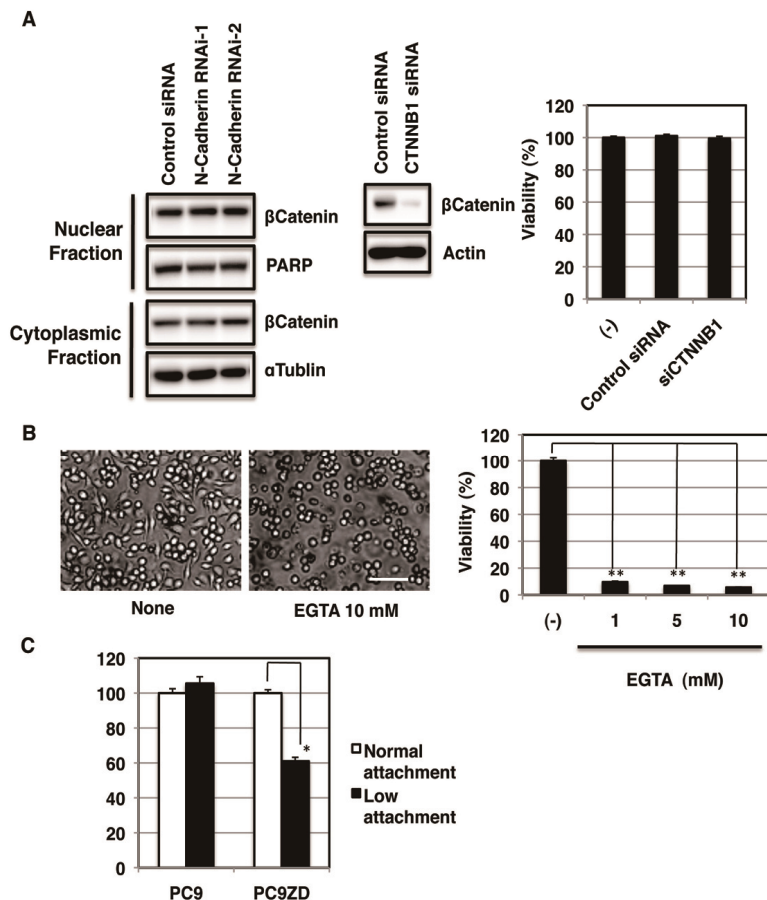 A
Control siRNA
N-Cadherin RNAi-1
N-Cadherin RNAi-2
Nuclear
Fraction
βCatenin
PARP
Cytoplasmic
Fraction
βCatenin
αTublin
Control siRNA
CTNNB1 siRNA
βCatenin
Actin
Viability (%)
120
100
80
60
40
20
0
(-)
Control siRNA
siCTNNB1
B
None
EGTA 10 mM
Viability (%)
120
100
80
60
40
20
0
**
**
**
(-)
1
5
10
EGTA (mM)
C
120
100
80
60
40
20
0
*
PC9
PC9ZD
Normal
attachment
Low
attachment